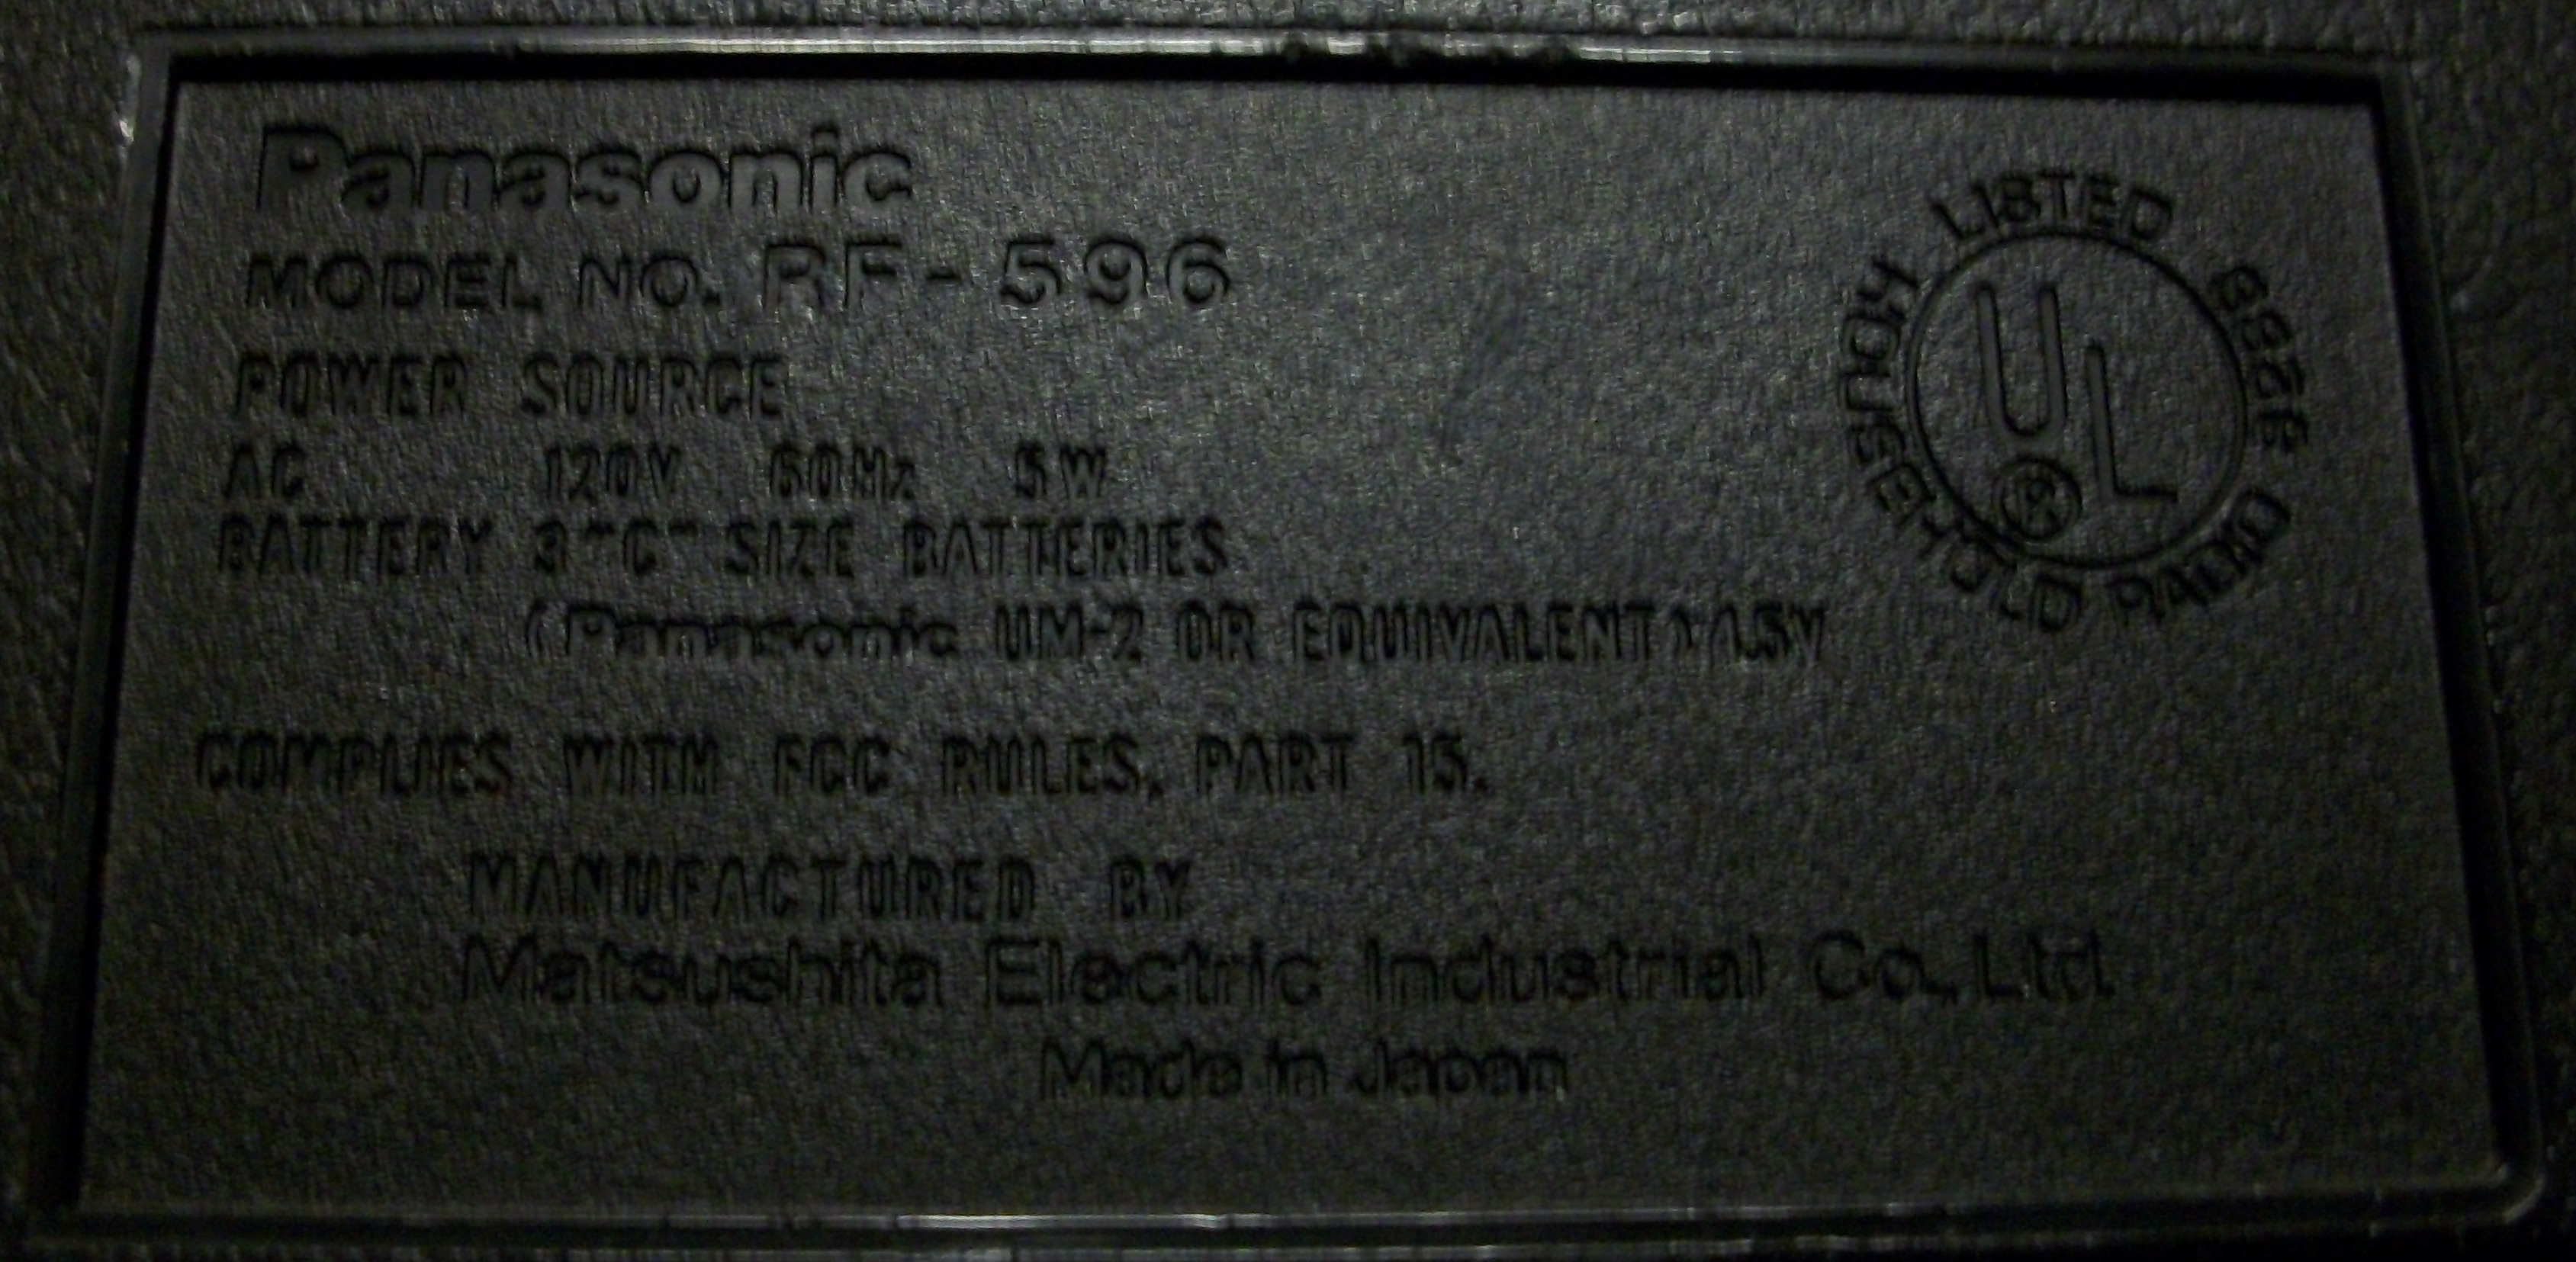 Panasonic
MODEL NO. RF-596
POWER SOURCE
AC 120V 60Hz 5W
BATTERY 3"C" SIZE BATTERIES
(Panasonic UM-2 OR EQUIVALENT) 4.5V
COMPLIES WITH FCC RULES, PART 15.
MANUFACTURED BY
Matsushita Electric Industrial Co., Ltd.
Made in Japan
LISTED
UL
®
HOUSEHOLD RADIO